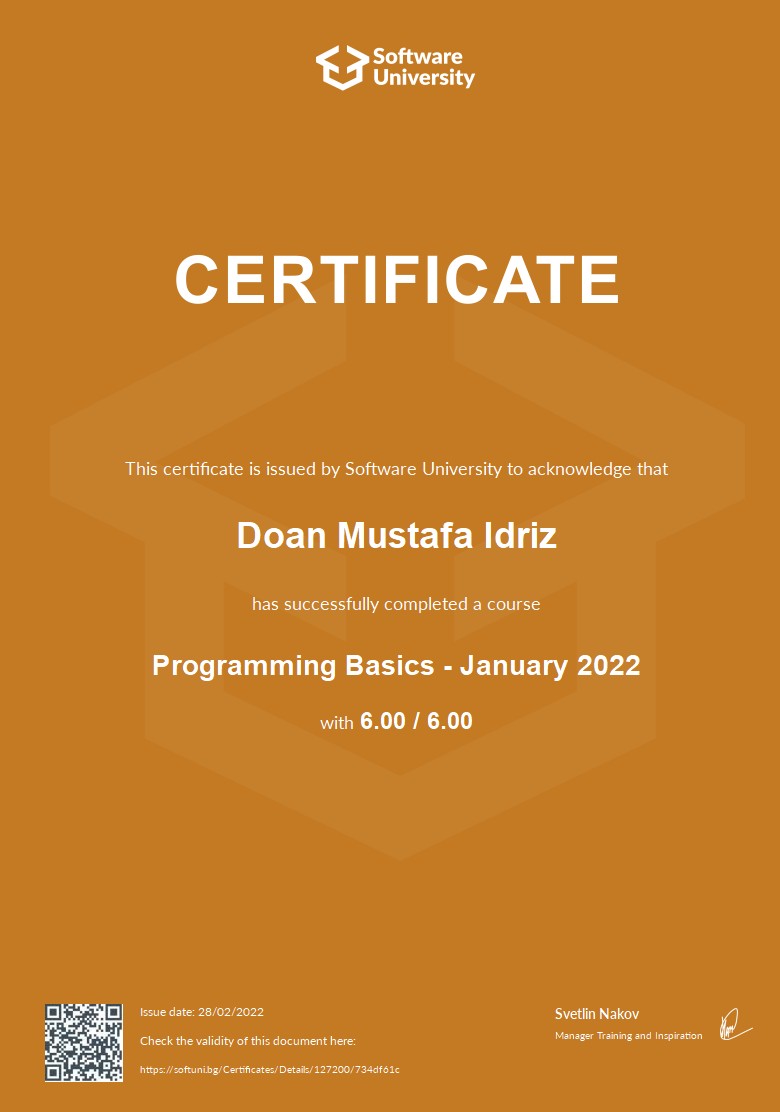 Software
University
CERTIFICATE
This certificate is issued by Software University to acknowledge that
Doan Mustafa Idriz
has successfully completed a course
Programming Basics - January 2022
with 6.00 / 6.00
Issue date: 28/02/2022
Check the validity of this document here:
https://softuni.bg/Certificates/Details/127200/734df61c
Svetlin Nakov
Manager Training and Inspiration